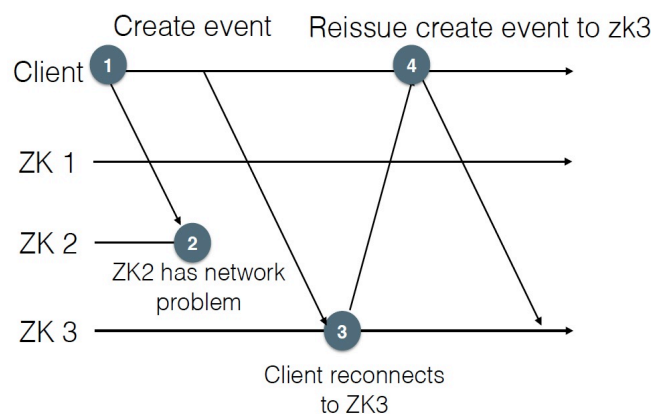 Create event
Reissue create event to zk3
Client
1
4
ZK 1
ZK 2
2
ZK2 has network
problem
ZK 3
3
Client reconnects
to ZK3